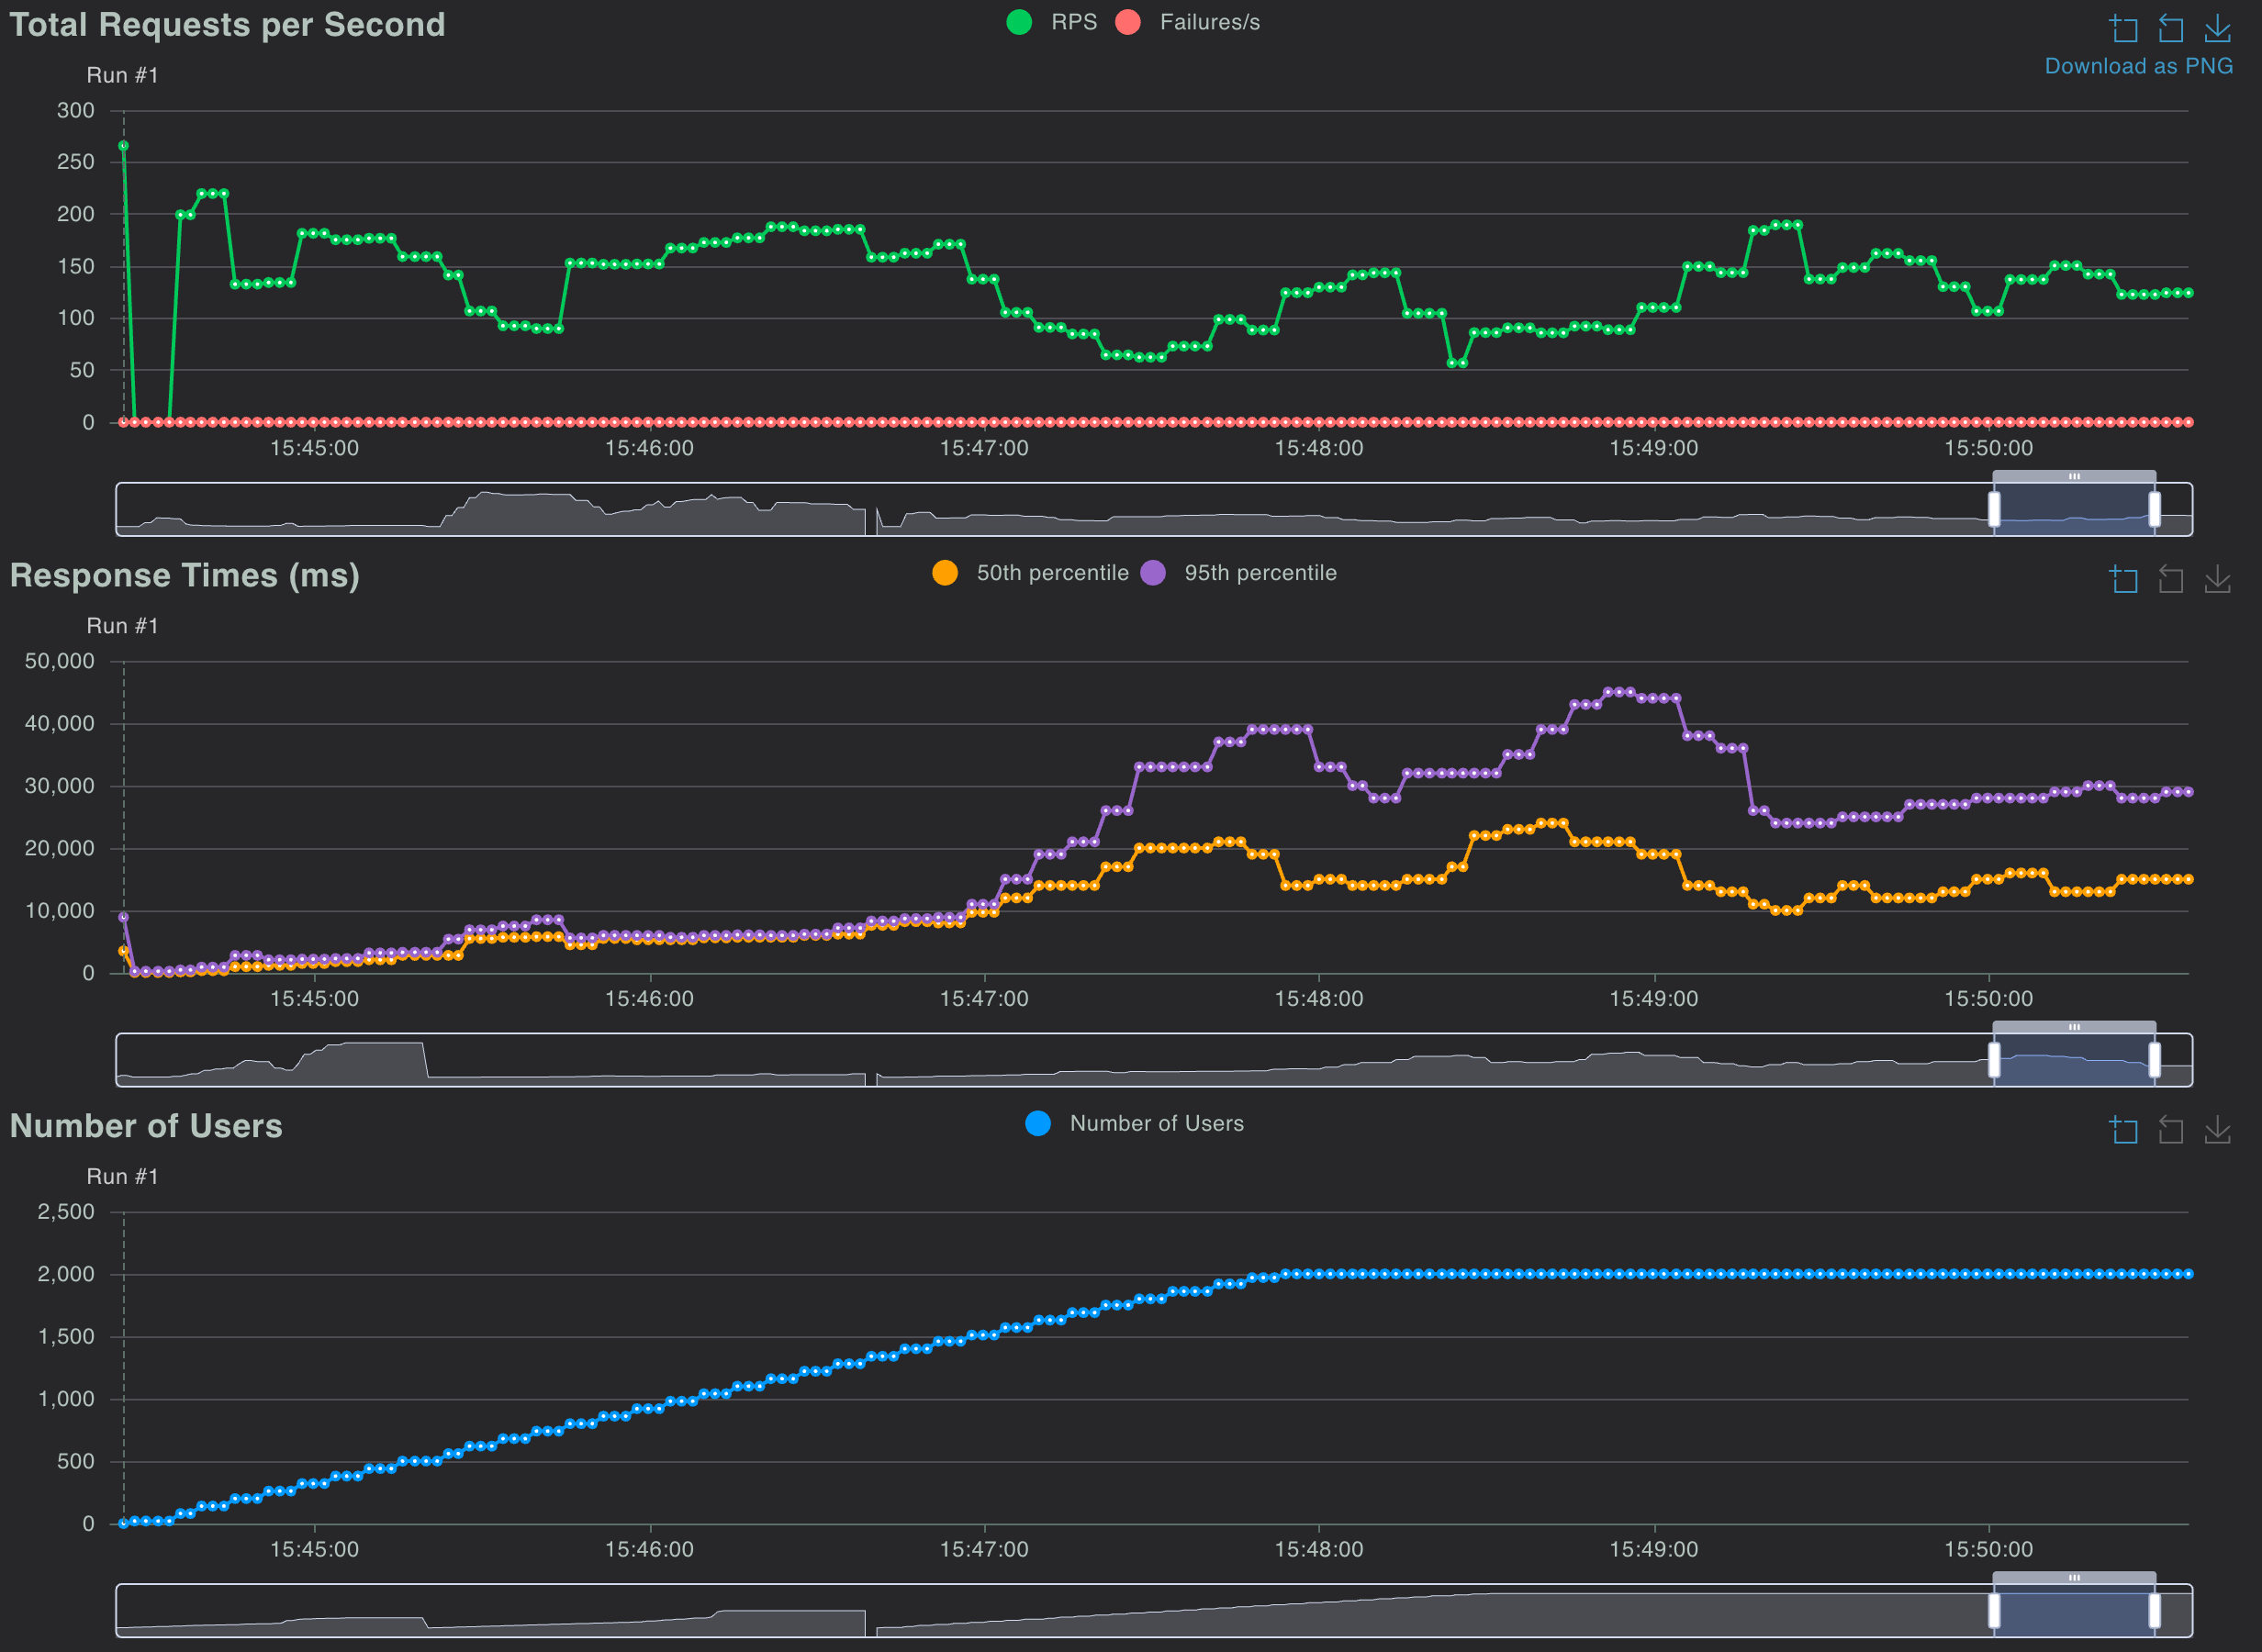 Total Requests per Second
RPS Failures/s
Download as PNG
Run #1
300
250
200
150
100
50
0
15:45:00 15:46:00 15:47:00 15:48:00 15:49:00 15:50:00
Response Times (ms)
50th percentile 95th percentile
Run #1
50,000
40,000
30,000
20,000
10,000
0
15:45:00 15:46:00 15:47:00 15:48:00 15:49:00 15:50:00
Number of Users
Number of Users
Run #1
2,500
2,000
1,500
1,000
500
0
15:45:00 15:46:00 15:47:00 15:48:00 15:49:00 15:50:00